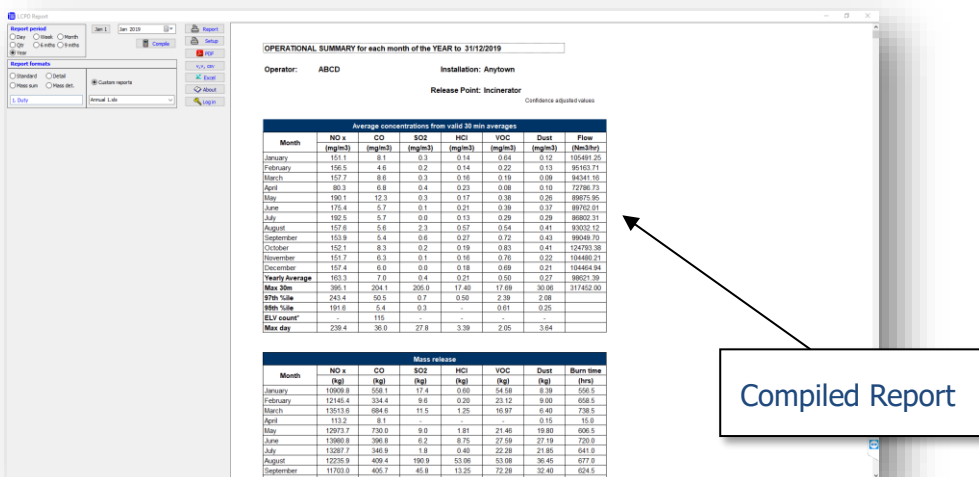 LCPD Report
Report period
Day Week Month
Qtr 6 mths 9 mths
Year
Jan 1 Jan 2019
Compile
Report
Setup
PDF
Excel
About
Log in
Report formats
Standard Detail
Mass sum Mass det.
Custom reports
1. Duty
Annual 1.xls
OPERATIONAL SUMMARY for each month of the YEAR to 31/12/2019
Operator: ABCD Installation: Anytown
Release Point: Incinerator
Confidence adjusted values
Average concentrations from valid 30 min averages
Month NO x CO SO2 HCl VOC Dust Flow
(mg/m3) (mg/m3) (mg/m3) (mg/m3) (mg/m3) (mg/m3) (Nm3/hr)
January 151.1 8.1 0.3 0.14 0.64 0.12 105491.25
February 156.5 4.6 0.2 0.14 0.22 0.13 95163.71
March 157.7 8.6 0.3 0.16 0.19 0.09 94341.16
April 80.3 6.8 0.4 0.23 0.08 0.10 72786.73
May 190.1 12.3 0.3 0.17 0.38 0.26 89875.95
June 175.4 5.7 0.1 0.21 0.39 0.37 89762.01
July 192.5 5.7 0.0 0.13 0.29 0.29 86802.31
August 157.6 5.6 2.3 0.57 0.54 0.41 93032.12
September 153.9 5.4 0.6 0.27 0.72 0.43 99049.70
October 152.1 8.3 0.2 0.19 0.83 0.41 124793.38
November 151.7 6.3 0.1 0.16 0.76 0.22 104480.21
December 157.4 6.0 0.0 0.18 0.69 0.21 104464.94
Yearly Average 163.3 7.0 0.4 0.21 0.50 0.27 98621.39
Max 30m 395.1 204.1 205.0 17.40 17.69 30.06 317452.00
97th %ile 243.4 50.5 0.7 0.50 2.39 2.08
95th %ile 191.6 5.4 0.3 - 0.61 0.25
ELV count* - 115 - - - -
Max day 239.4 36.0 27.8 3.39 2.05 3.64
Mass release
Month NO x CO SO2 HCl VOC Dust Burn time
(kg) (kg) (kg) (kg) (kg) (kg) (hrs)
January 10909.8 558.1 17.4 0.60 54.58 8.39 556.5
February 12145.4 334.4 9.6 0.20 23.12 9.00 658.5
March 13513.6 684.6 11.5 1.25 16.97 6.40 738.5
April 113.2 8.1 - - - 0.15 15.0
May 12973.7 730.0 9.0 1.81 21.46 19.80 606.5
June 13980.8 396.8 6.2 8.75 27.59 27.19 720.0
July 13287.7 346.9 1.8 0.40 22.28 21.85 641.0
August 12235.9 409.4 190.9 53.06 53.08 36.45 677.0
September 11703.0 405.7 45.8 13.25 72.28 32.40 624.5
Compiled Report